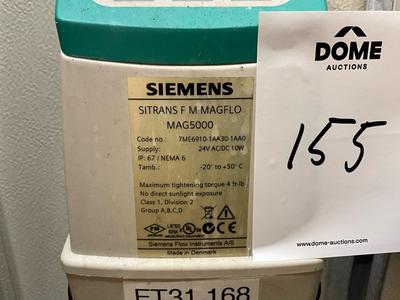 SIEMENS
SITRANS F M MAGFLO
MAG5000
Code no.: 7ME6910-1AA30-1AA0
Supply: 24V AC/DC 10W
IP: 67 / NEMA 6
Tamb.: -20° to +50°C
Maximum tightening torque 4 ft-lb
No direct sunlight exposure
Class 1, Division 2
Group A,B,C,D.
Siemens Flow Instruments A/S
Made in Denmark
FT31.168
DOME
AUCTIONS
155
www.dome-auctions.com